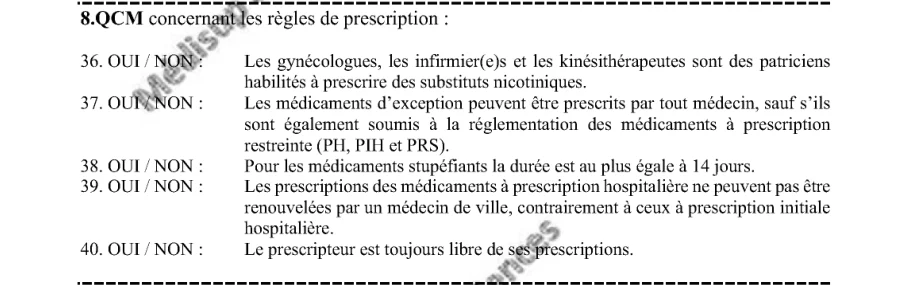 8.QCM concernant les règles de prescription :
36. OUI / NON : Les gynécologues, les infirmier(e)s et les kinésithérapeutes sont des patriciens
habilités à prescrire des substituts nicotiniques.
37. OUI / NON : Les médicaments d’exception peuvent être prescrits par tout médecin, sauf s’ils
sont également soumis à la réglementation des médicaments à prescription
restreinte (PH, PIH et PRS).
38. OUI / NON : Pour les médicaments stupéfiants la durée est au plus égale à 14 jours.
39. OUI / NON : Les prescriptions des médicaments à prescription hospitalière ne peuvent pas être
renouvelées par un médecin de ville, contrairement à ceux à prescription initiale
hospitalière.
40. OUI / NON : Le prescripteur est toujours libre de ses prescriptions.
Medisup
ances